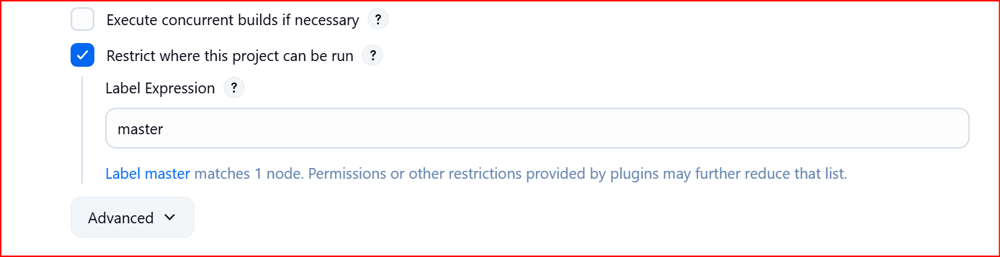 Execute concurrent builds if necessary ?
Restrict where this project can be run ?
Label Expression ?
master
Label master matches 1 node. Permissions or other restrictions provided by plugins may further reduce that list.
Advanced